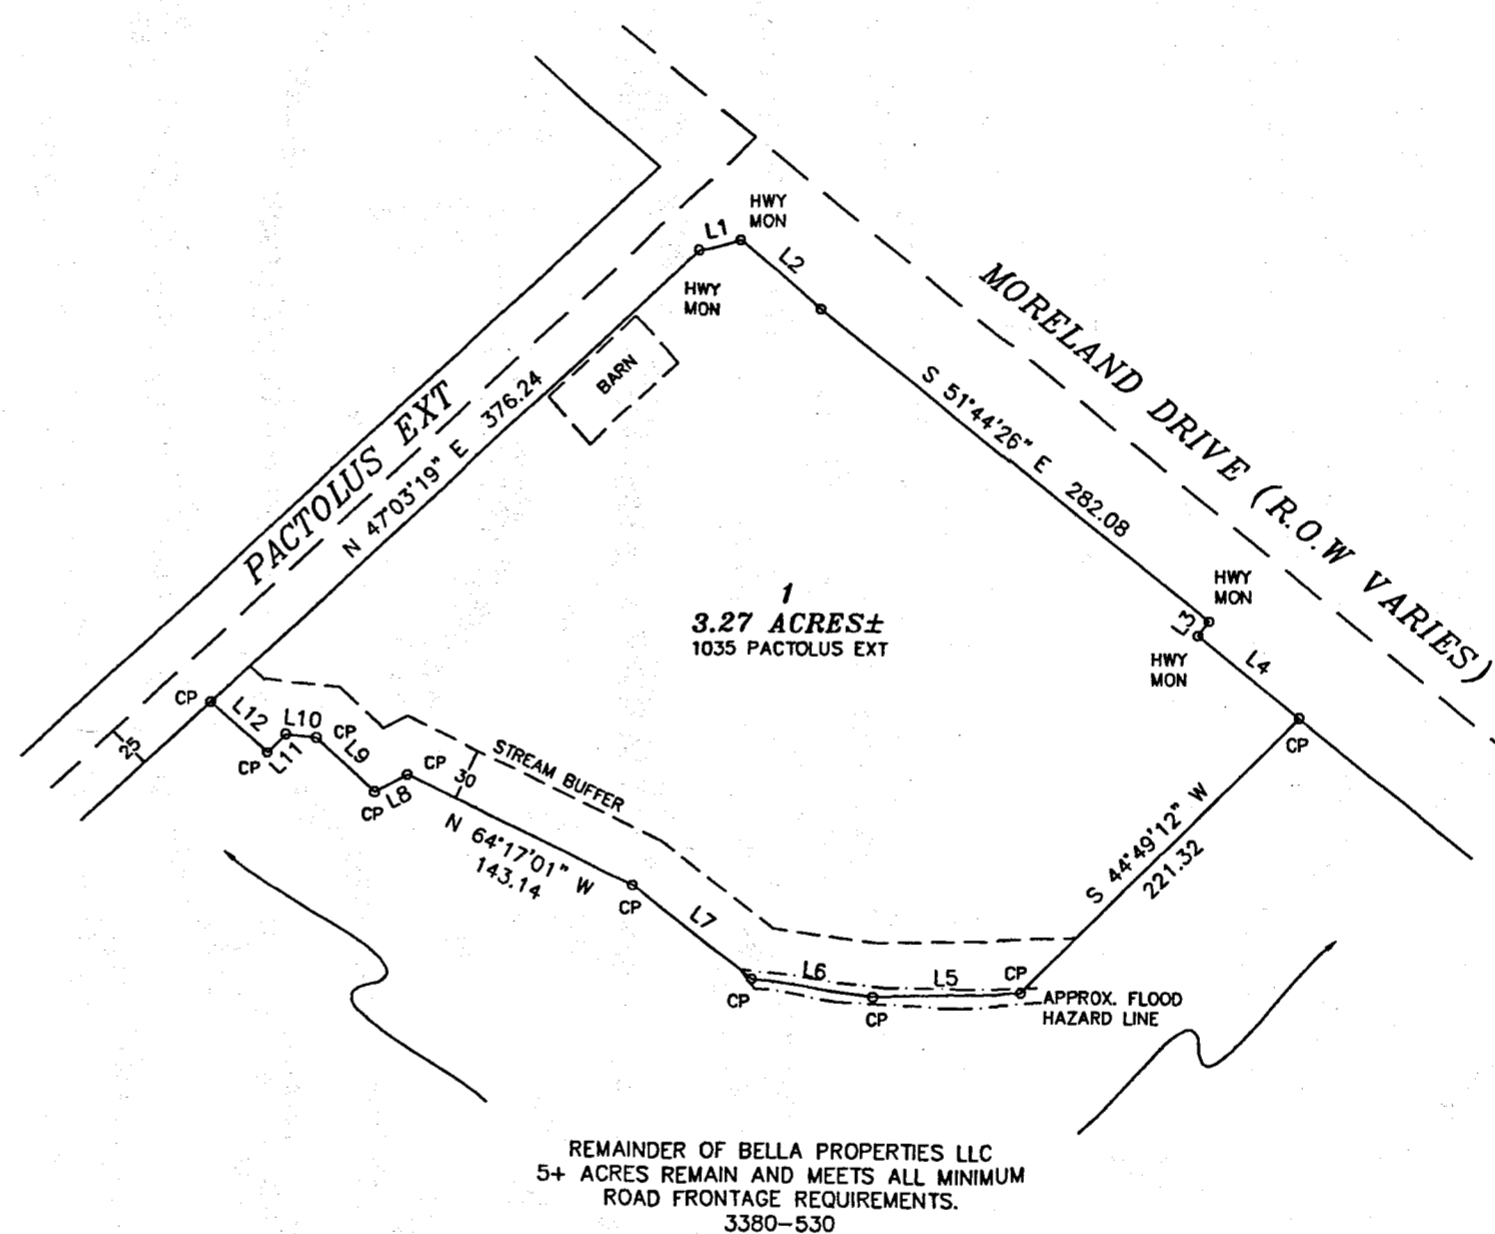 HWY
MON
L1
L2
HWY
MON
MORELAND DRIVE (R.O.W VARIES)
PACTOLUS EXT
N 47°03'19" E 376.24
BARN
S 51°44'26" E 282.08
1
3.27 ACRES±
1035 PACTOLUS EXT
HWY
MON
L3
HWY
MON
L4
CP
CP
25
L12
L10
CP
L11
CP
L9
CP
L8
CP
30
STREAM BUFFER
N 64°17'01" W
143.14
CP
L7
S 44°49'12" W
221.32
L6
L5
CP
CP
CP
APPROX. FLOOD
HAZARD LINE
REMAINDER OF BELLA PROPERTIES LLC
5+ ACRES REMAIN AND MEETS ALL MINIMUM
ROAD FRONTAGE REQUIREMENTS.
3380-530